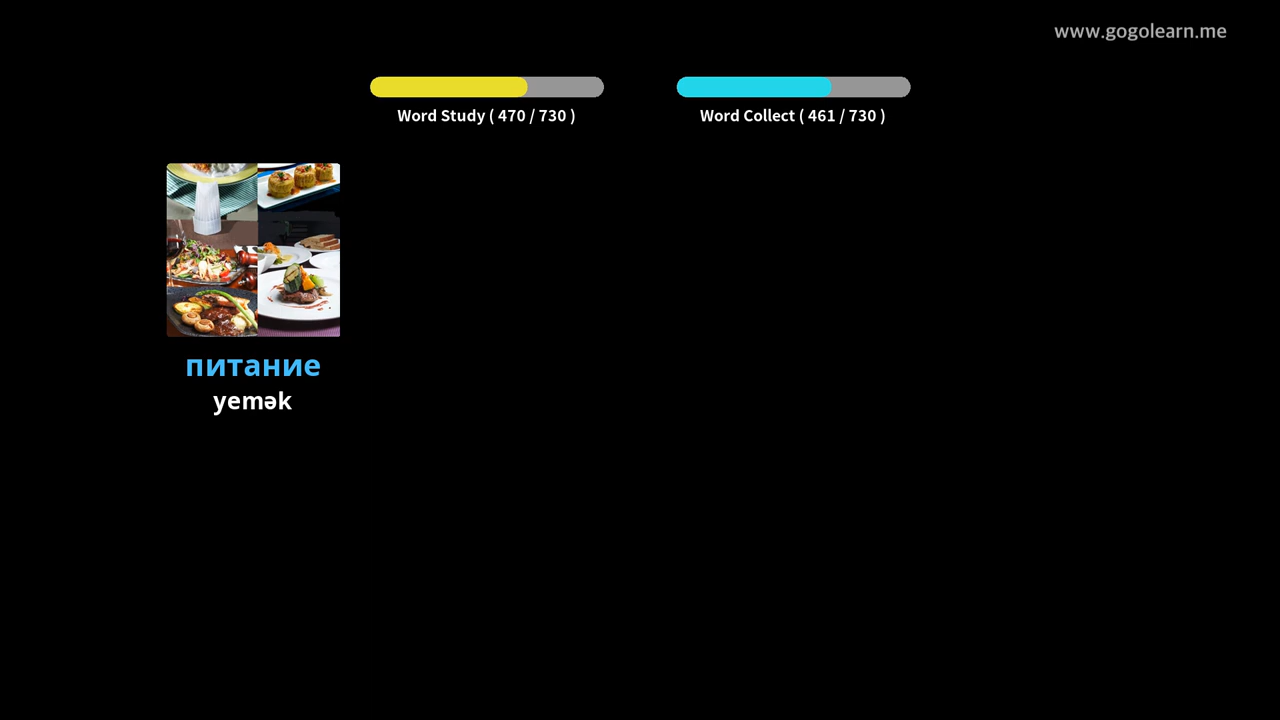 www.gogolearn.me
Word Study ( 470 / 730 )
Word Collect ( 461 / 730 )
питание
yemək